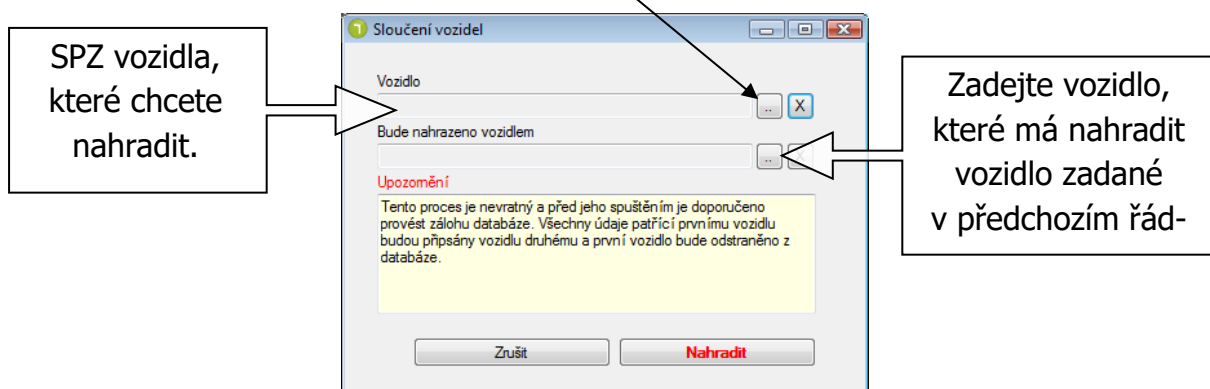 SPZ vozidla,
které chcete
nahradit.
Sloučení vozidel
Vozidlo
.. X
Bude nahrazeno vozidlem
.. X
Upozornění
Tento proces je nevratný a před jeho spuštěním je doporučeno
provést zálohu databáze. Všechny údaje patřící prvnímu vozidlu
budou připsány vozidlu druhému a první vozidlo bude odstraněno z
databáze.
Zrušit Nahradit
Zadejte vozidlo,
které má nahradit
vozidlo zadané
v předchozím řád-